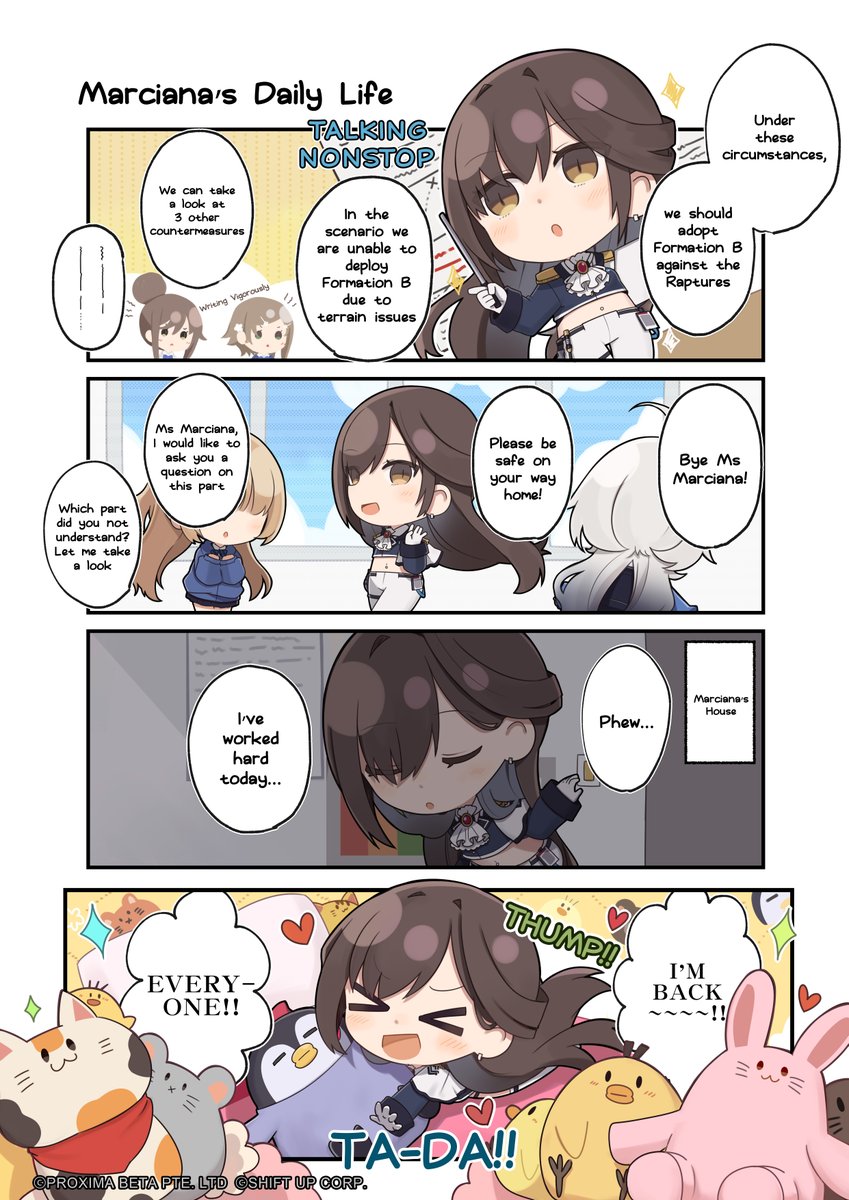 Marciana's Daily Life
TALKING
NONSTOP
Under
these
circumstances,
we should
adopt
Formation B
against the
Raptures
In the
scenario we
are unable to
deploy
Formation B
due to
terrain issues
We can take
a look at
3 other
countermeasures
Writing Vigorously
Bye Ms
Marciana!
Please be
safe on
your way
home!
Ms Marciana,
I would like to
ask you a
question on
this part
Which part
did you not
understand?
Let me take
a look
Marciana's
House
Phew...
I've
worked
hard
today...
THUMP!!
I'M
BACK
~~~~!!
EVERY-
ONE!!
TA-DA!!
©PROXIMA BETA PTE. LTD ©SHIFT UP CORP.